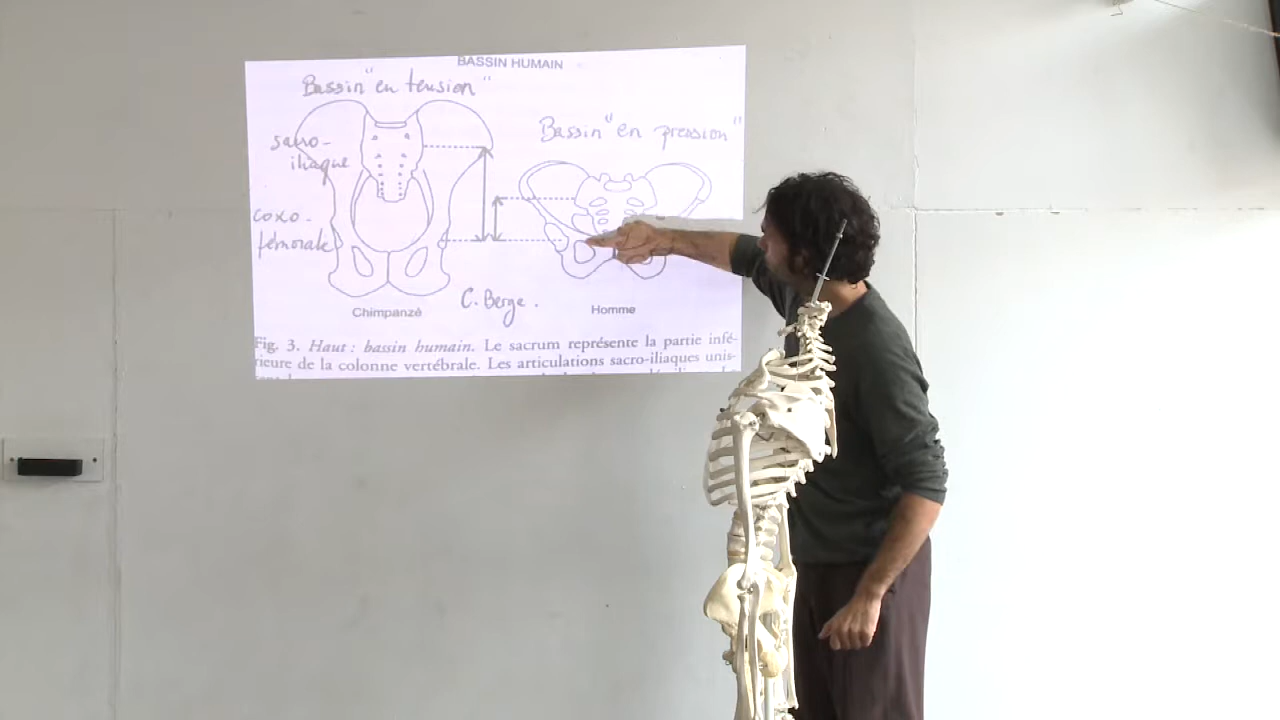 BASSIN HUMAIN
Bassin "en tension"
Bassin "en pression"
sacro-
iliaque
coxo-
fémorale
C. Berge.
Chimpanzé
Homme
Fig. 3. Haut : bassin humain. Le sacrum représente la partie infé-
rieure de la colonne vertébrale. Les articulations sacro-iliaques unis-